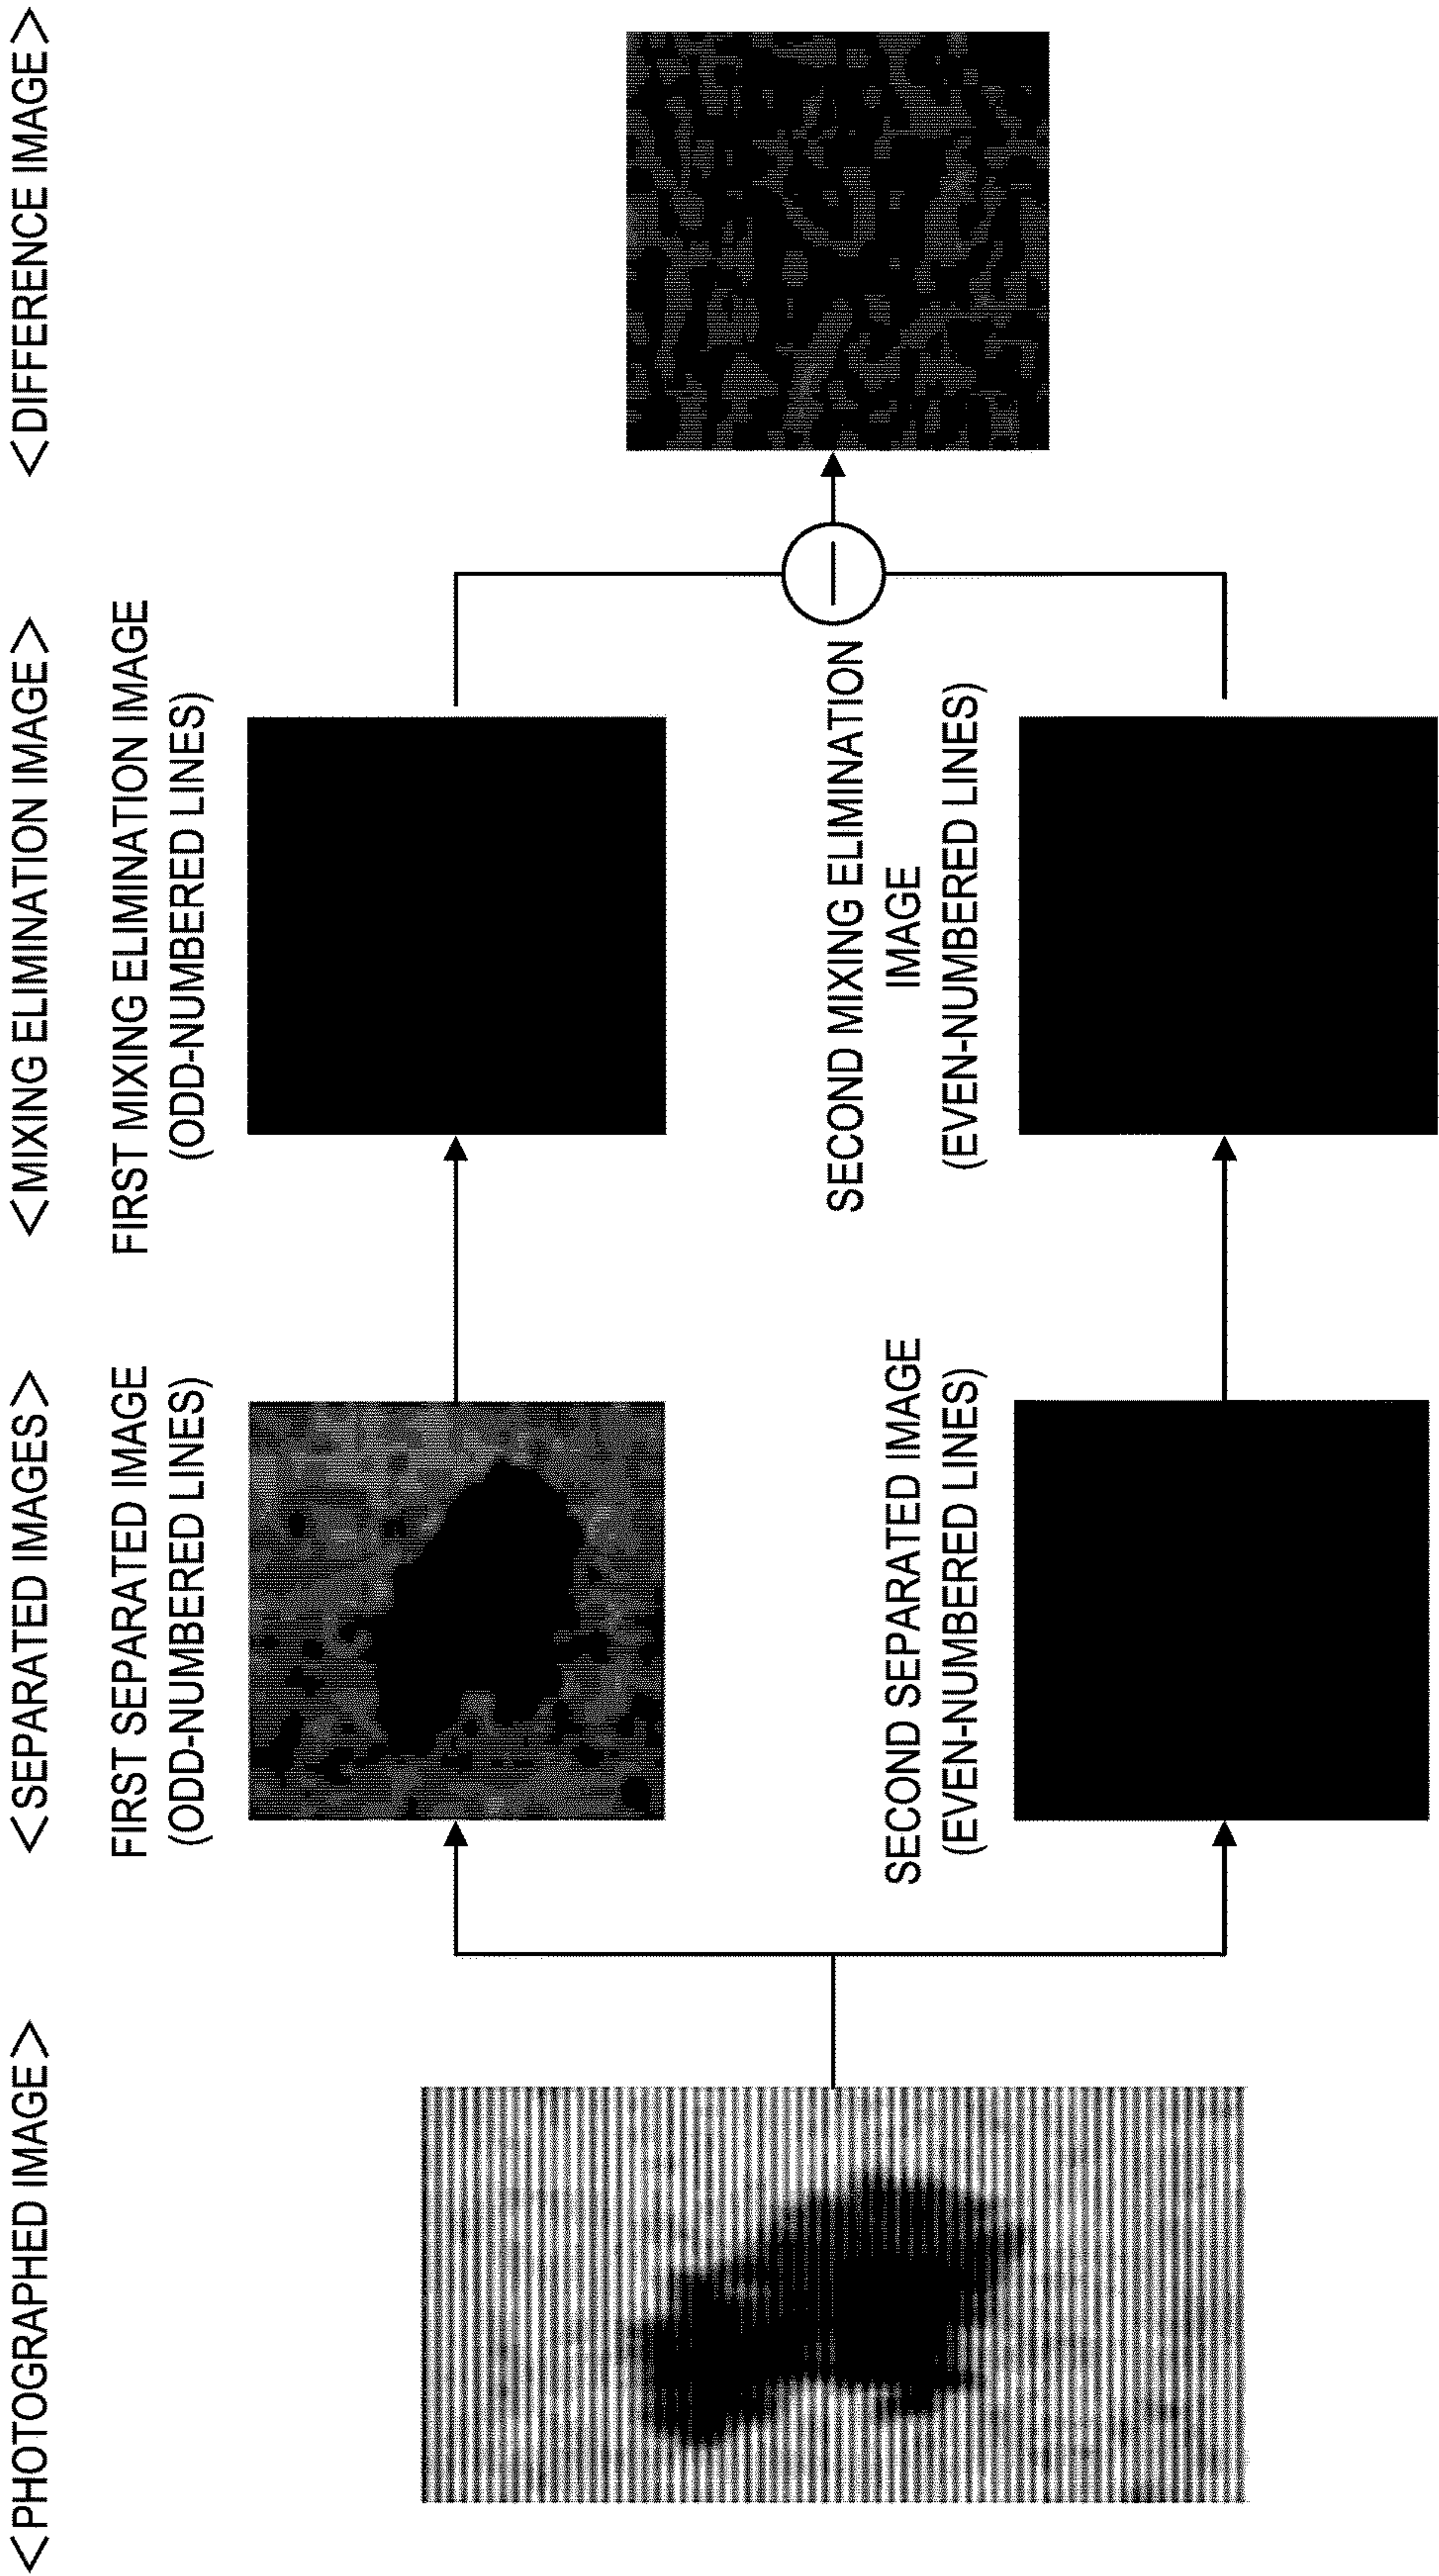 <PHOTOGRAPHED IMAGE>
<SEPARATED IMAGES>
<MIXING ELIMINATION IMAGE>
<DIFFERENCE IMAGE>
FIRST SEPARATED IMAGE
(ODD-NUMBERED LINES)
FIRST MIXING ELIMINATION IMAGE
(ODD-NUMBERED LINES)
SECOND SEPARATED IMAGE
(EVEN-NUMBERED LINES)
SECOND MIXING ELIMINATION
IMAGE
(EVEN-NUMBERED LINES)